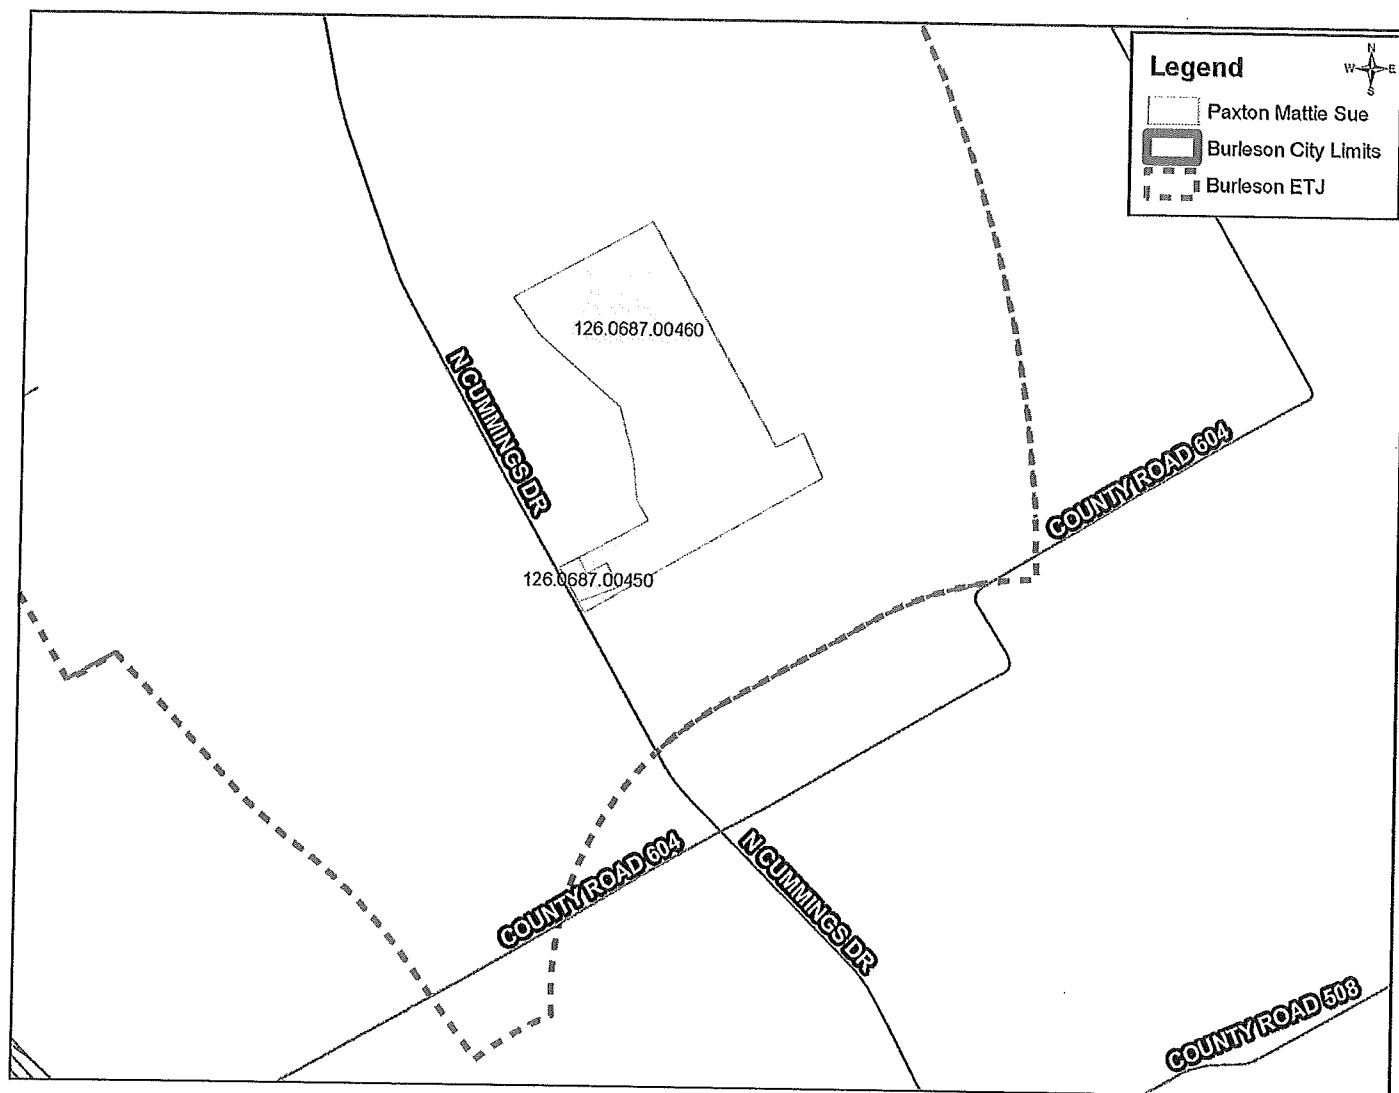 Legend
N
W
E
S
Paxton Mattie Sue
Burleson City Limits
Burleson ETJ
126.0687.00460
N CUMMINGS DR
COUNTY ROAD 604
126.0687.00450
COUNTY ROAD 604
N CUMMINGS DR
COUNTY ROAD 508